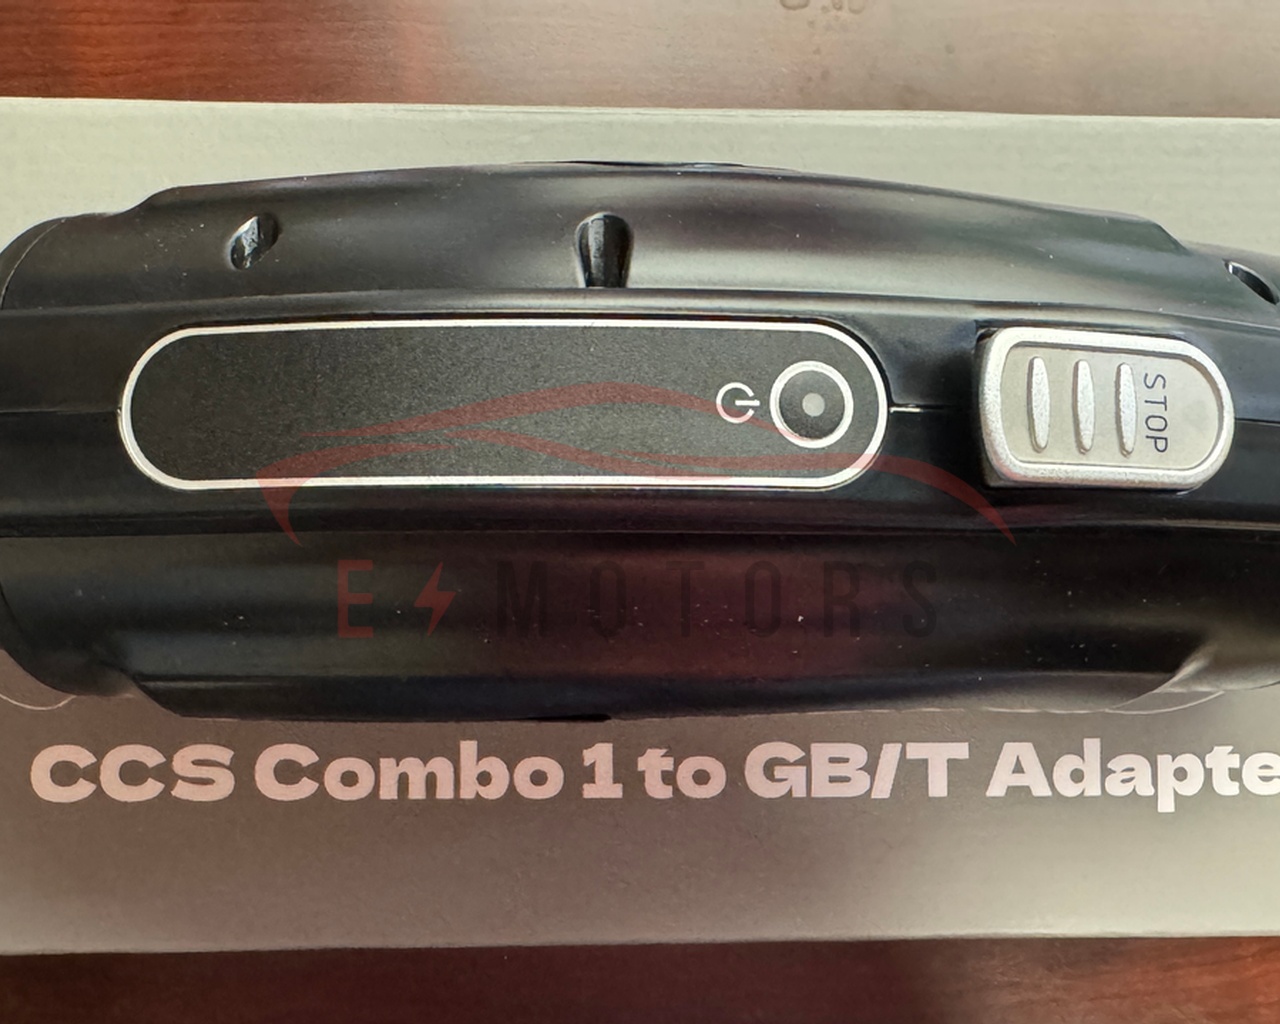 STOP
E MOTORS
CCS Combo 1 to GB/T Adapte